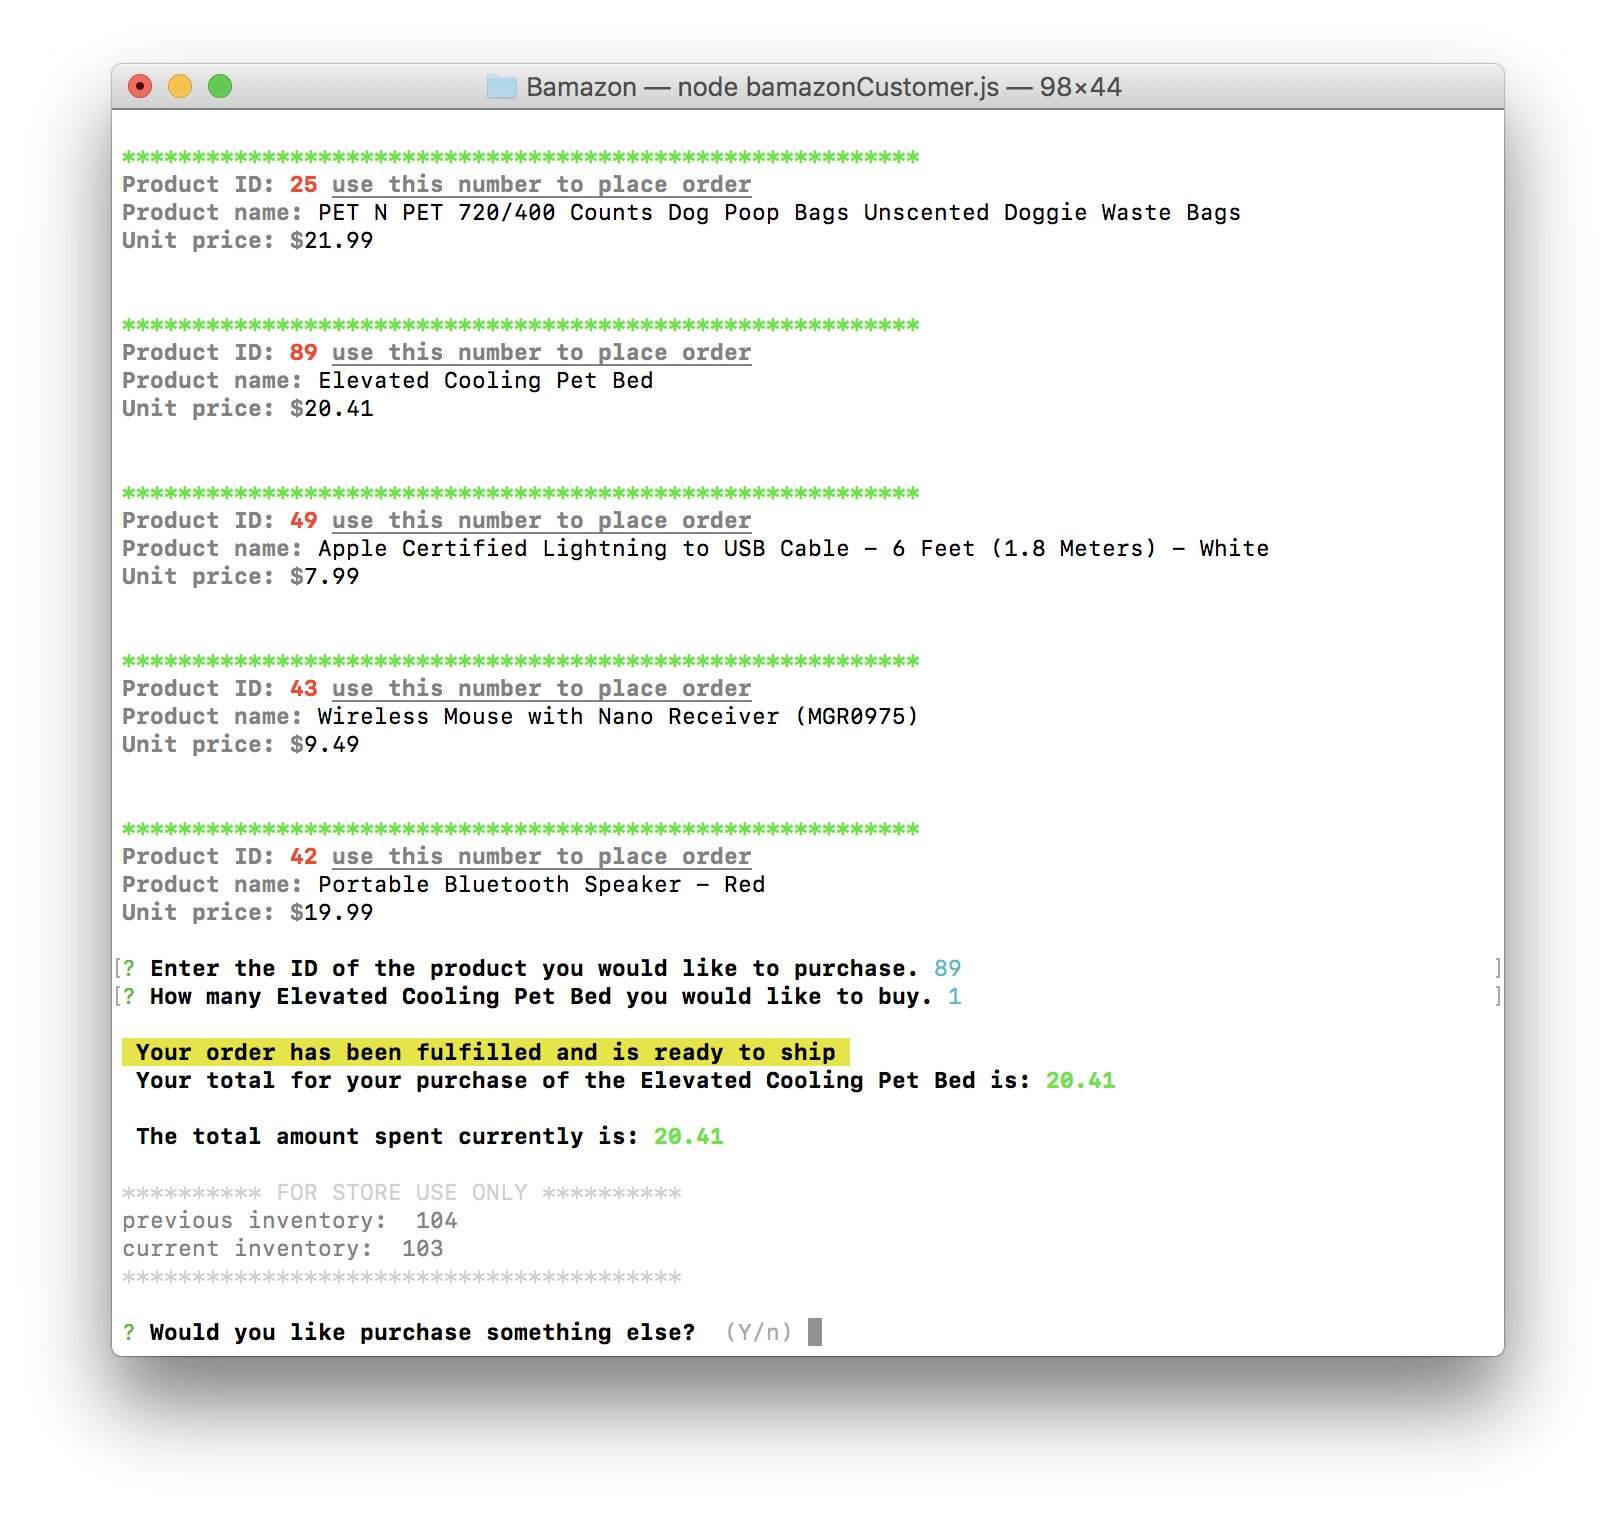 Bamazon — node bamazonCustomer.js — 98×44
*********************************************************
Product ID: 25 use this number to place order
Product name: PET N PET 720/400 Counts Dog Poop Bags Unscented Doggie Waste Bags
Unit price: $21.99
*********************************************************
Product ID: 89 use this number to place order
Product name: Elevated Cooling Pet Bed
Unit price: $20.41
*********************************************************
Product ID: 49 use this number to place order
Product name: Apple Certified Lightning to USB Cable – 6 Feet (1.8 Meters) – White
Unit price: $7.99
*********************************************************
Product ID: 43 use this number to place order
Product name: Wireless Mouse with Nano Receiver (MGR0975)
Unit price: $9.49
*********************************************************
Product ID: 42 use this number to place order
Product name: Portable Bluetooth Speaker – Red
Unit price: $19.99
[? Enter the ID of the product you would like to purchase. 89 ]
[? How many Elevated Cooling Pet Bed you would like to buy. 1 ]
Your order has been fulfilled and is ready to ship
Your total for your purchase of the Elevated Cooling Pet Bed is: 20.41
The total amount spent currently is: 20.41
********** FOR STORE USE ONLY **********
previous inventory:  104
current inventory:  103
****************************************
? Would you like purchase something else?  (Y/n)